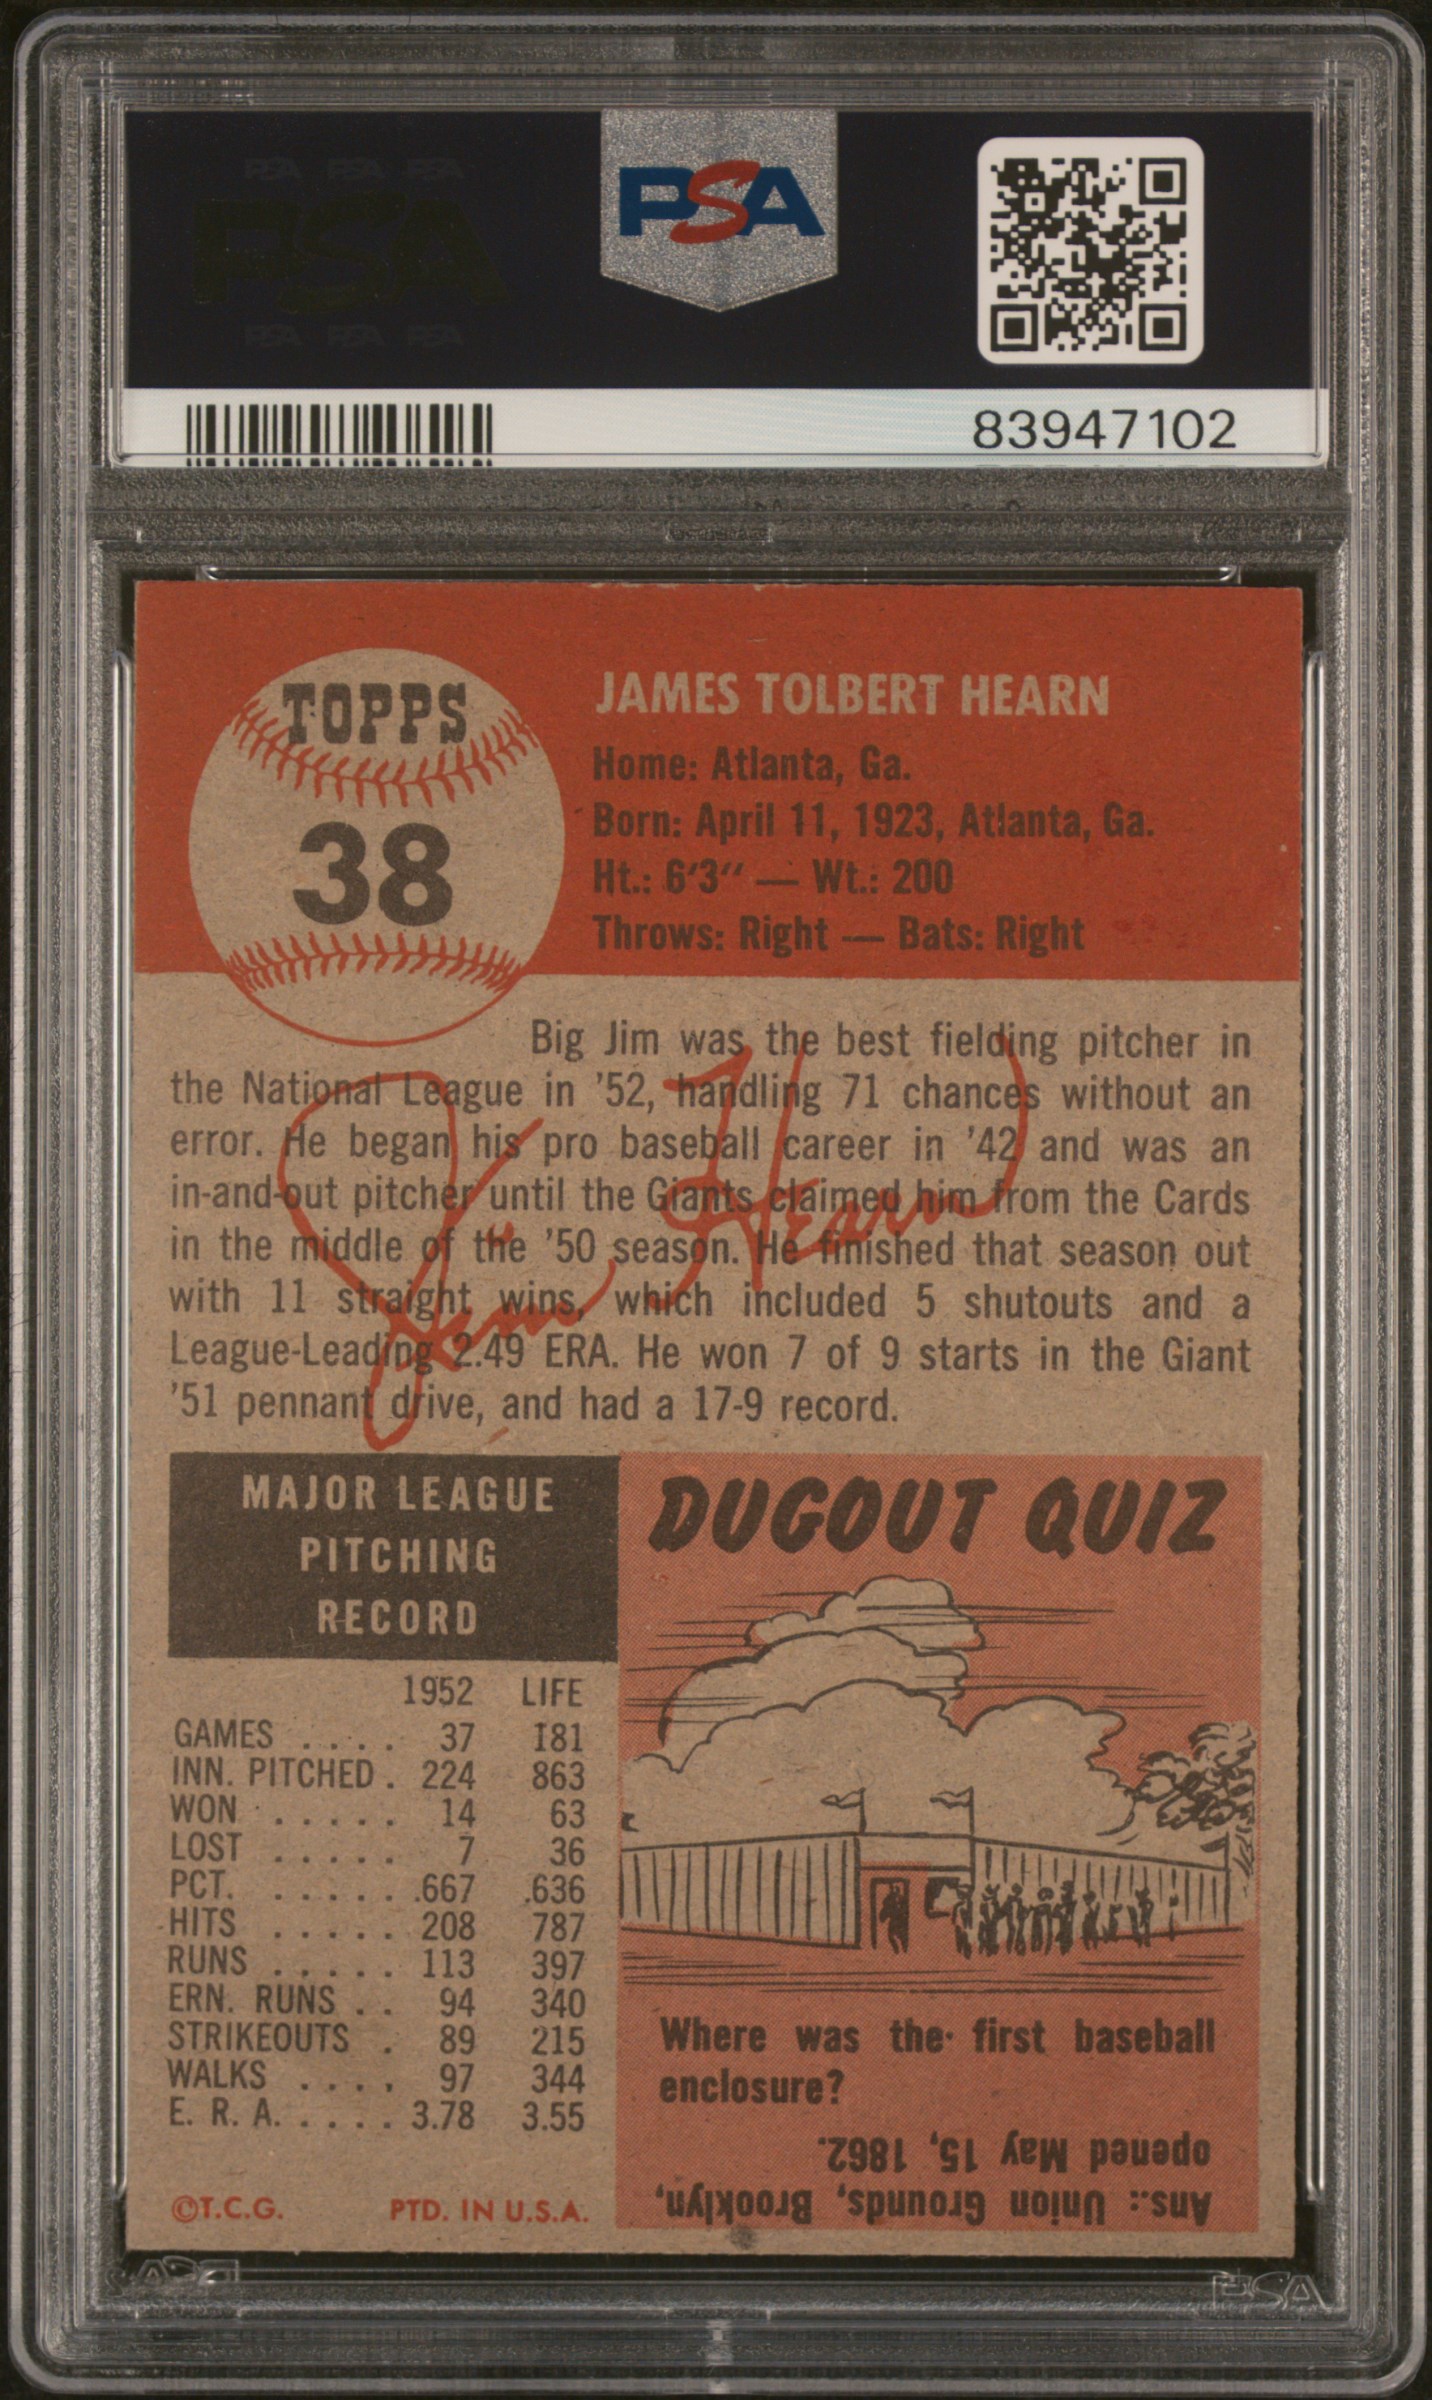 PSA PSA PSA
PSA
PSA PSA PSA
PSA
83947102
TOPPS
38
JAMES TOLBERT HEARN
Home: Atlanta, Ga.
Born: April 11, 1923, Atlanta, Ga.
Ht.: 6'3" — Wt.: 200
Throws: Right — Bats: Right
Big Jim was the best fielding pitcher in
the National League in '52, handling 71 chances without an
error. He began his pro baseball career in '42 and was an
in-and-out pitcher until the Giants claimed him from the Cards
in the middle of the '50 season. He finished that season out
with 11 straight wins, which included 5 shutouts and a
League-Leading 2.49 ERA. He won 7 of 9 starts in the Giant
'51 pennant drive, and had a 17-9 record.
Jim Hearn
MAJOR LEAGUE
PITCHING
RECORD
1952 LIFE
GAMES .... 37 181
INN. PITCHED . 224 863
WON ..... 14 63
LOST ..... 7 36
PCT. ...... .667 .636
HITS ..... 208 787
RUNS ..... 113 397
ERN. RUNS .. 94 340
STRIKEOUTS . 89 215
WALKS .... 97 344
E. R. A. ..... 3.78 3.55
©T.C.G. PTD. IN U.S.A.
DUGOUT QUIZ
Where was the first baseball
enclosure?
Ans.: Union Grounds, Brooklyn,
opened May 15, 1862.
PSA
PSA